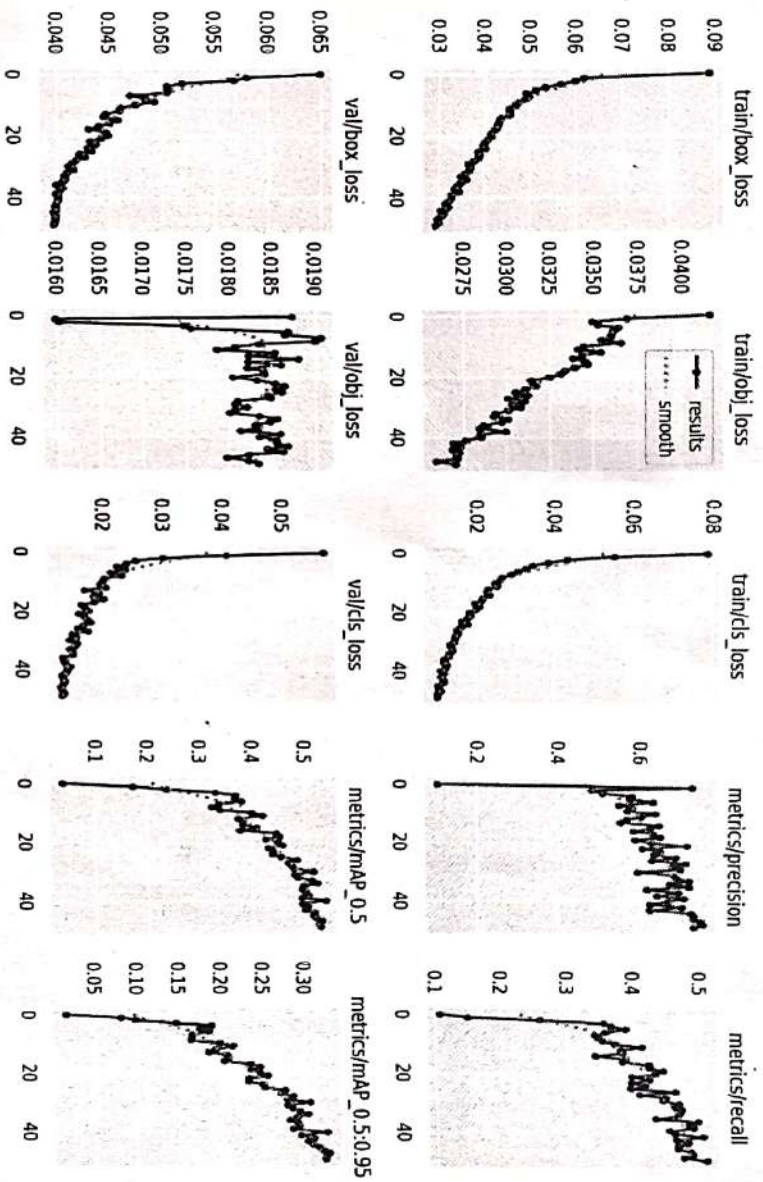 train/box_loss
0.09
0.08
0.07
0.06
0.05
0.04
0.03
0 20 40
train/obj_loss
results
smooth
0.0400
0.0375
0.0350
0.0325
0.0300
0.0275
0 20 40
train/cls_loss
0.08
0.06
0.04
0.02
0 20 40
metrics/precision
0.6
0.4
0.2
0 20 40
metrics/recall
0.5
0.4
0.3
0.2
0.1
0 20 40
val/box_loss
0.065
0.060
0.055
0.050
0.045
0.040
0 20 40
val/obj_loss
0.0190
0.0185
0.0180
0.0175
0.0170
0.0165
0.0160
0 20 40
val/cls_loss
0.05
0.04
0.03
0.02
0 20 40
metrics/mAP_0.5
0.5
0.4
0.3
0.2
0.1
0 20 40
metrics/mAP_0.5:0.95
0.30
0.25
0.20
0.15
0.10
0.05
0 20 40